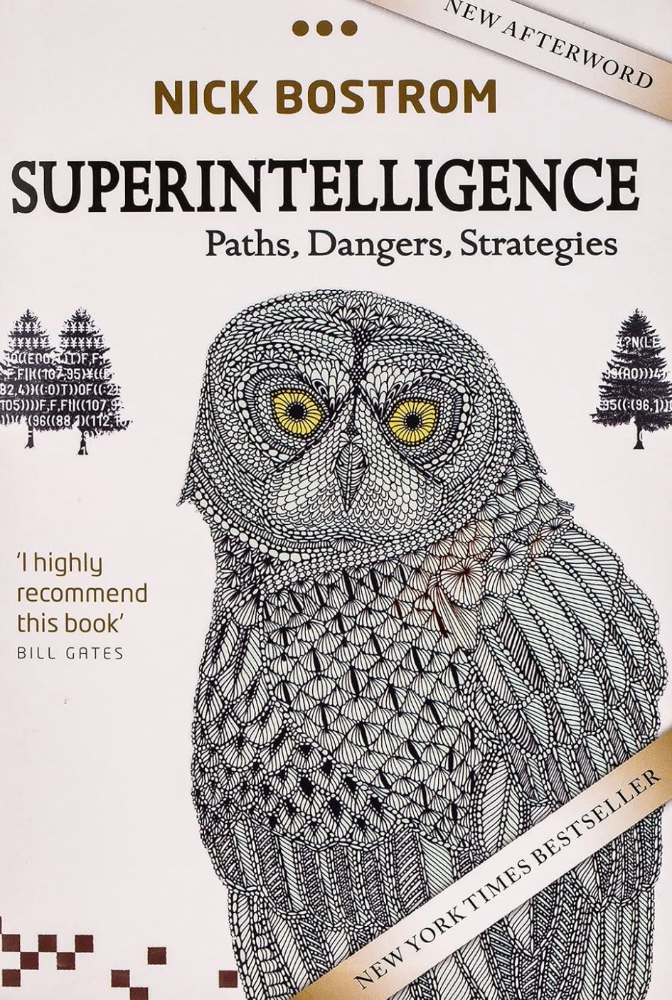 NEW AFTERWORD
NICK BOSTROM
SUPERINTELLIGENCE
Paths, Dangers, Strategies
‘I highly
recommend
this book’
BILL GATES
NEW YORK TIMES BESTSELLER